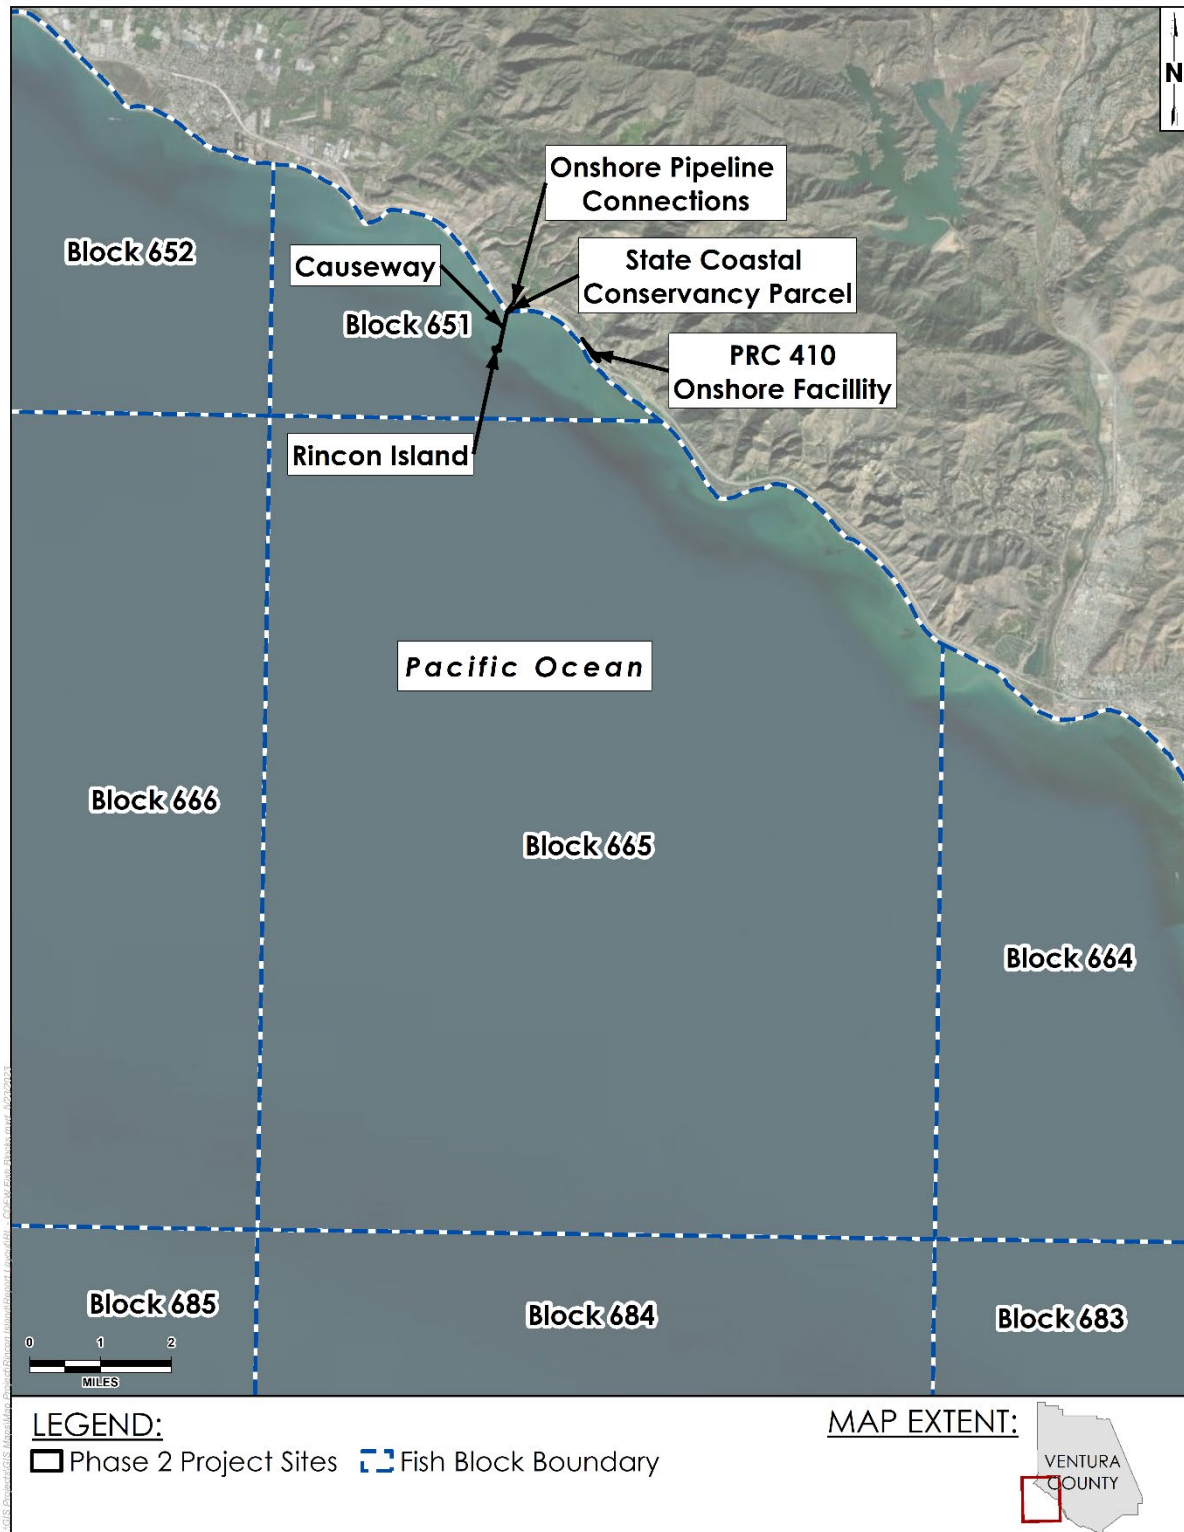 N
Onshore Pipeline
Connections
Block 652
Causeway
State Coastal
Conservancy Parcel
Block 651
PRC 410
Onshore Facillity
Rincon Island
Pacific Ocean
Block 666
Block 665
Block 664
Block 685
Block 684
Block 683
0 1 2
MILES
LEGEND:
Phase 2 Project Sites
Fish Block Boundary
MAP EXTENT:
VENTURA
COUNTY